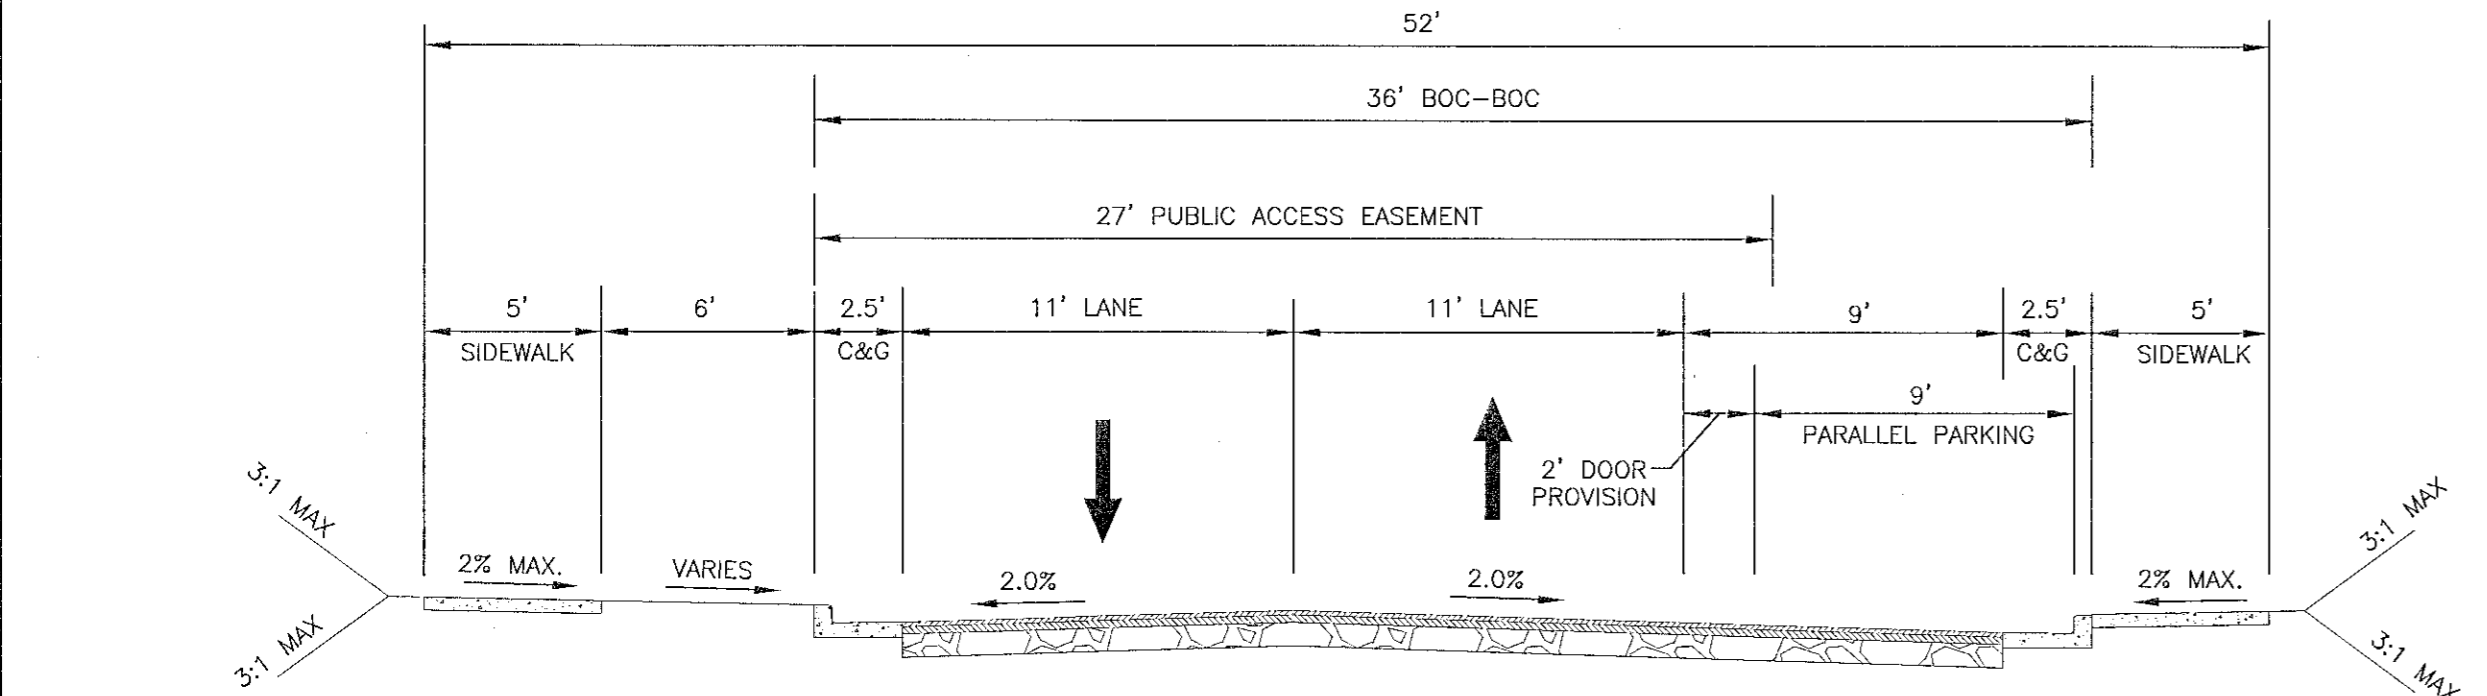 52'
36' BOC-BOC
27' PUBLIC ACCESS EASEMENT
5'
SIDEWALK
6'
2.5'
C&G
11' LANE
11' LANE
9'
2.5'
C&G
5'
SIDEWALK
9'
PARALLEL PARKING
2' DOOR
PROVISION
3:1 MAX
3:1 MAX
2% MAX.
VARIES
2.0%
2.0%
2% MAX.
3:1 MAX
3:1 MAX